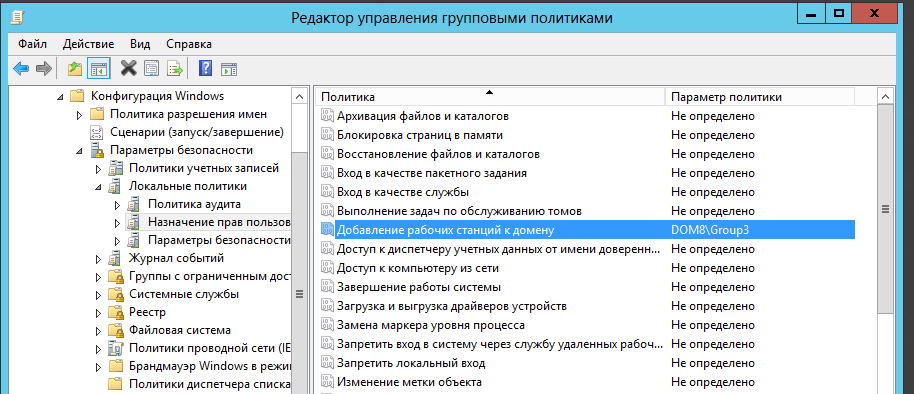 Редактор управления групповыми политиками
Файл Действие Вид Справка
Конфигурация Windows
Политика разрешения имен
Сценарии (запуск/завершение)
Параметры безопасности
Политики учетных записей
Локальные политики
Политика аудита
Назначение прав пользов
Параметры безопасности
Журнал событий
Группы с ограниченным дос
Системные службы
Реестр
Файловая система
Политики проводной сети (IE
Брандмауэр Windows в режи
Политики диспетчера списка
Политика Параметр политики
Архивация файлов и каталогов Не определено
Блокировка страниц в памяти Не определено
Восстановление файлов и каталогов Не определено
Вход в качестве пакетного задания Не определено
Вход в качестве службы Не определено
Выполнение задач по обслуживанию томов Не определено
Добавление рабочих станций к домену DOM8\Group3
Доступ к диспетчеру учетных данных от имени доверенн... Не определено
Доступ к компьютеру из сети Не определено
Завершение работы системы Не определено
Загрузка и выгрузка драйверов устройств Не определено
Замена маркера уровня процесса Не определено
Запретить вход в систему через службу удаленных рабоч... Не определено
Запретить локальный вход Не определено
Изменение метки объекта Не определено